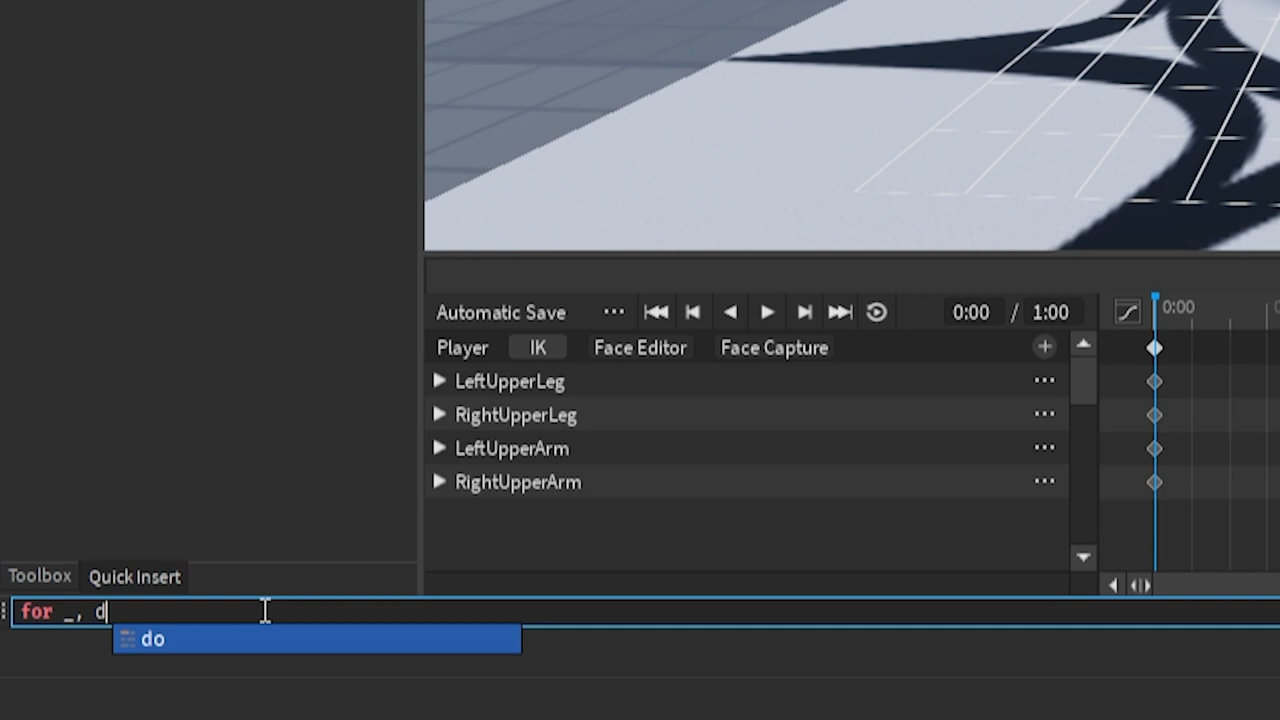 Automatic Save ··· 0:00 / 1:00 0:00
Player IK Face Editor Face Capture +
LeftUpperLeg ···
RightUpperLeg ···
LeftUpperArm ···
RightUpperArm ···
Toolbox Quick Insert
for _, d
do